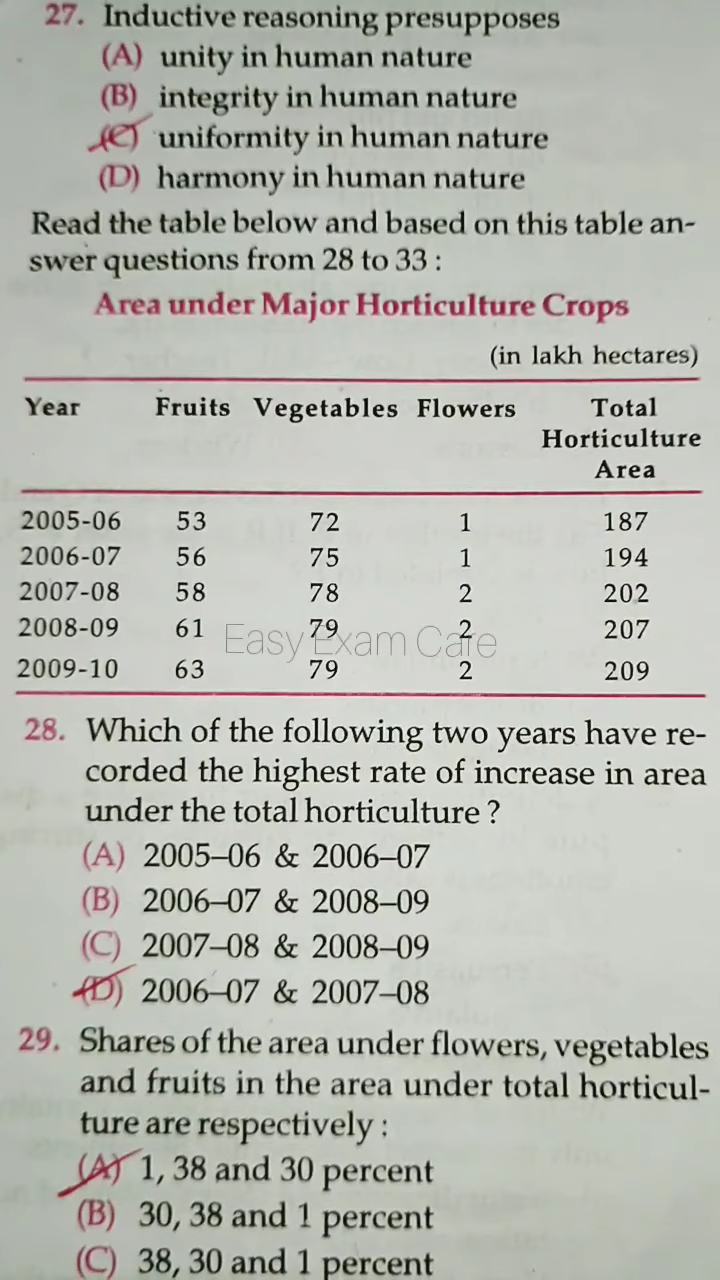 27. Inductive reasoning presupposes
(A) unity in human nature
(B) integrity in human nature
(C) uniformity in human nature
(D) harmony in human nature
Read the table below and based on this table an-
swer questions from 28 to 33 :
Area under Major Horticulture Crops
(in lakh hectares)
Year Fruits Vegetables Flowers Total
Horticulture
Area
2005-06 53 72 1 187
2006-07 56 75 1 194
2007-08 58 78 2 202
2008-09 61 79 2 207
Easy Exam Care
2009-10 63 79 2 209
28. Which of the following two years have re-
corded the highest rate of increase in area
under the total horticulture ?
(A) 2005–06 & 2006–07
(B) 2006–07 & 2008–09
(C) 2007–08 & 2008–09
(D) 2006–07 & 2007–08
29. Shares of the area under flowers, vegetables
and fruits in the area under total horticul-
ture are respectively :
(A) 1, 38 and 30 percent
(B) 30, 38 and 1 percent
(C) 38, 30 and 1 percent